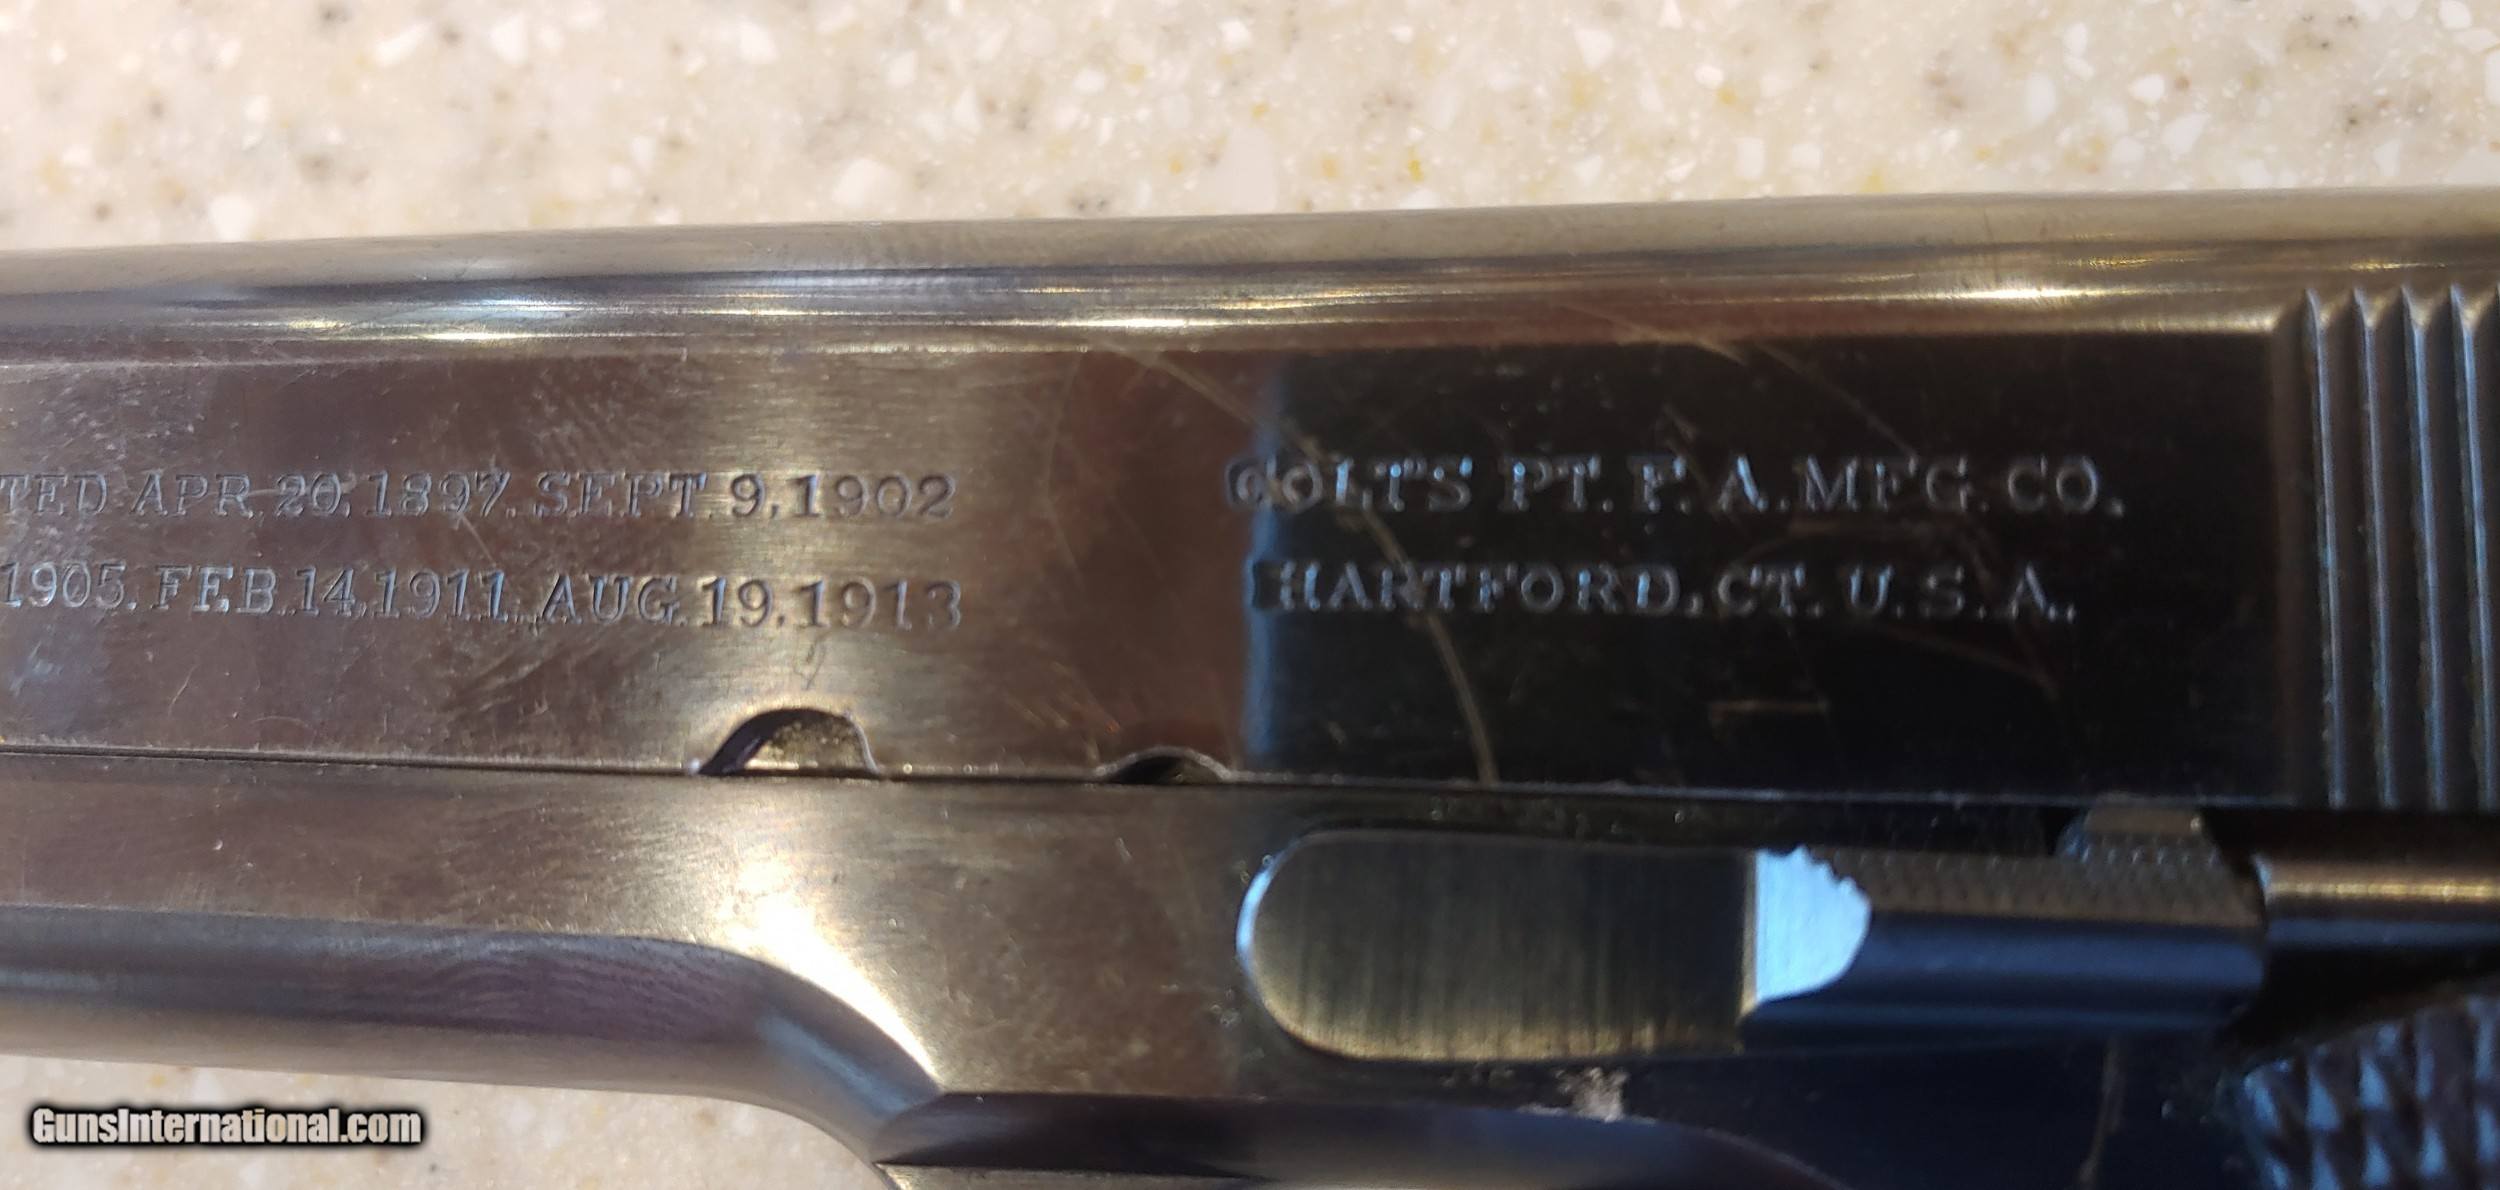 TED APR. 20, 1897. SEPT. 9, 1902
1905. FEB. 14, 1911. AUG. 19, 1913
COLT'S PT. F. A. MFG. CO.
HARTFORD, CT. U. S. A.
GunsInternational.com